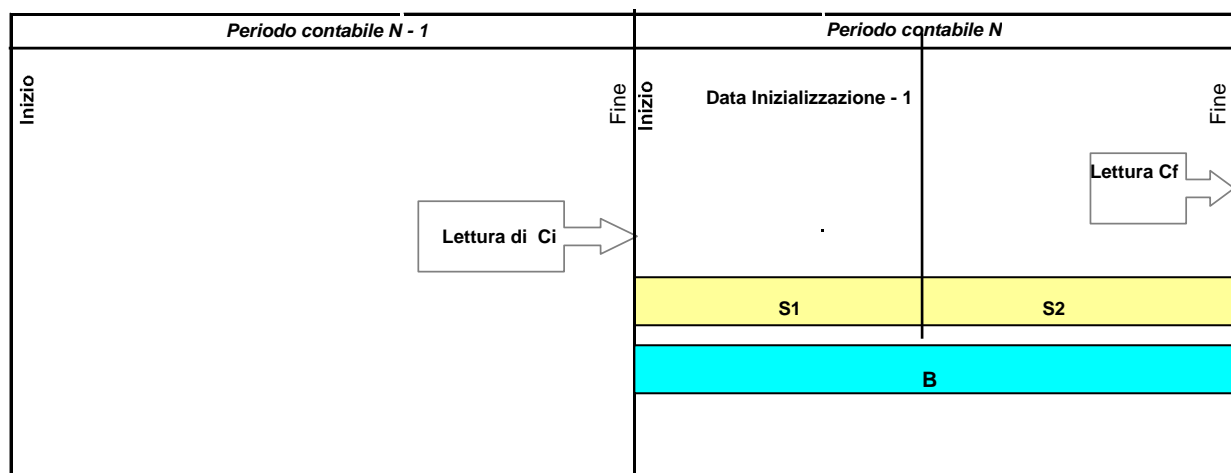 Periodo contabile N - 1
Periodo contabile N
Inizio
Fine
Inizio
Data Inizializzazione - 1
Fine
Lettura Cf
Lettura di Ci
S1
S2
B